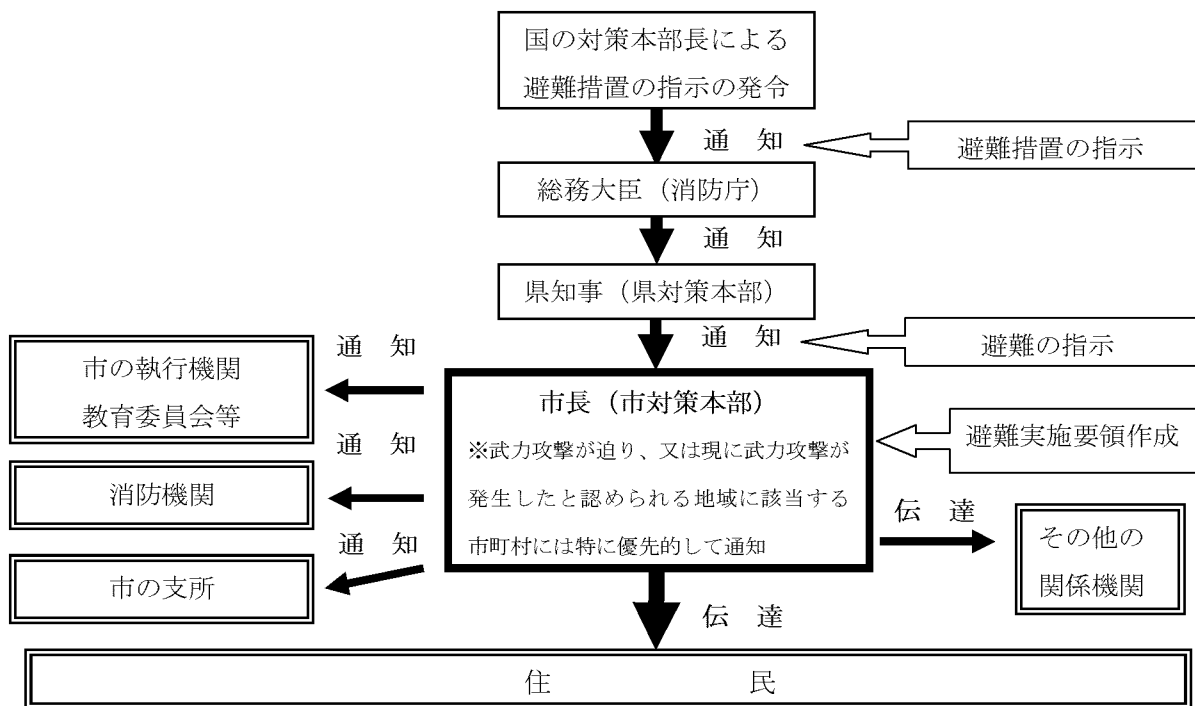 国の対策本部長による
避難措置の指示の発令
通　知
避難措置の指示
総務大臣（消防庁）
通　知
県知事（県対策本部）
通　知
避難の指示
市の執行機関
教育委員会等
通　知
市長（市対策本部）
※武力攻撃が迫り、又は現に武力攻撃が
発生したと認められる地域に該当する
市町村には特に優先的して通知
避難実施要領作成
通　知
消防機関
通　知
市の支所
伝　達
その他の
関係機関
伝　達
住　民